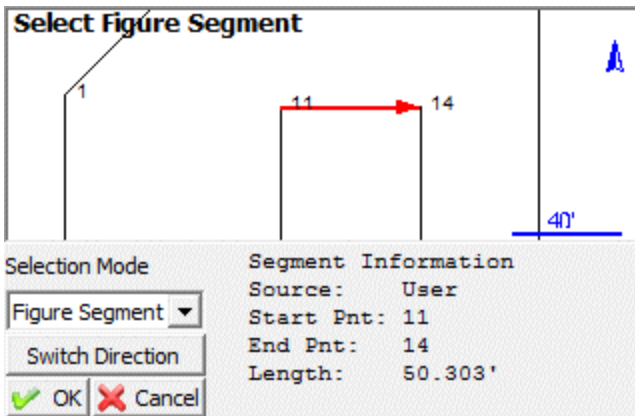 Select Figure Segment
1
11
14
40'
Selection Mode
Figure Segment
Switch Direction
OK
Cancel
Segment Information
Source: User
Start Pnt: 11
End Pnt: 14
Length: 50.303'